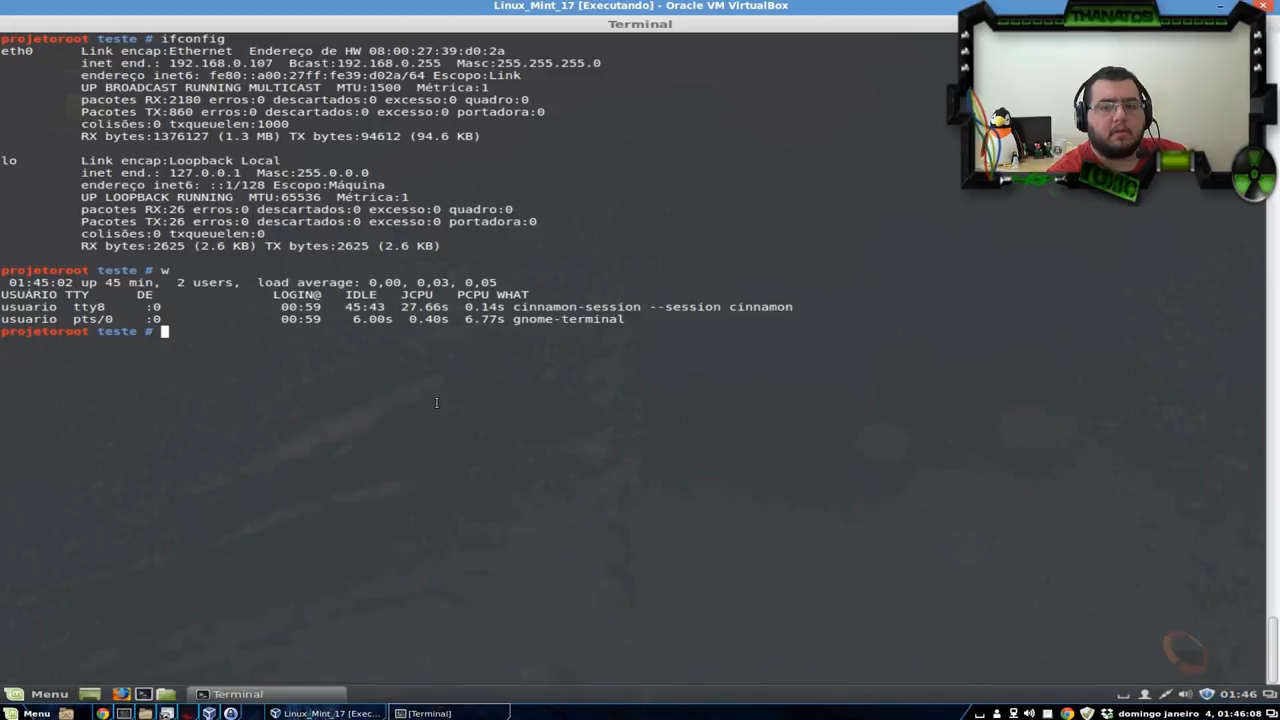 Linux_Mint_17 [Executando] - Oracle VM VirtualBox
Terminal
THANATOS
TOXIC
projetoroot teste # ifconfig
eth0 Link encap:Ethernet Endereço de HW 08:00:27:39:d0:2a
inet end.: 192.168.0.107 Bcast:192.168.0.255 Masc:255.255.255.0
endereço inet6: fe80::a00:27ff:fe39:d02a/64 Escopo:Link
UP BROADCAST RUNNING MULTICAST MTU:1500 Métrica:1
pacotes RX:2180 erros:0 descartados:0 excesso:0 quadro:0
Pacotes TX:860 erros:0 descartados:0 excesso:0 portadora:0
colisões:0 txqueuelen:1000
RX bytes:1376127 (1.3 MB) TX bytes:94612 (94.6 KB)
lo Link encap:Loopback Local
inet end.: 127.0.0.1 Masc:255.0.0.0
endereço inet6: ::1/128 Escopo:Máquina
UP LOOPBACK RUNNING MTU:65536 Métrica:1
pacotes RX:26 erros:0 descartados:0 excesso:0 quadro:0
Pacotes TX:26 erros:0 descartados:0 excesso:0 portadora:0
colisões:0 txqueuelen:0
RX bytes:2625 (2.6 KB) TX bytes:2625 (2.6 KB)
projetoroot teste # w
01:45:02 up 45 min, 2 users, load average: 0,00, 0,03, 0,05
USUÁRIO TTY DE LOGIN@ IDLE JCPU PCPU WHAT
usuario tty8 :0 00:59 45:43 27.66s 0.14s cinnamon-session --session cinnamon
usuario pts/0 :0 00:59 6.00s 0.40s 6.77s gnome-terminal
projetoroot teste #
Menu Terminal 01:46
Menu Linux_Mint_17 [Exec... [Terminal] domingo janeiro 4, 01:46:08